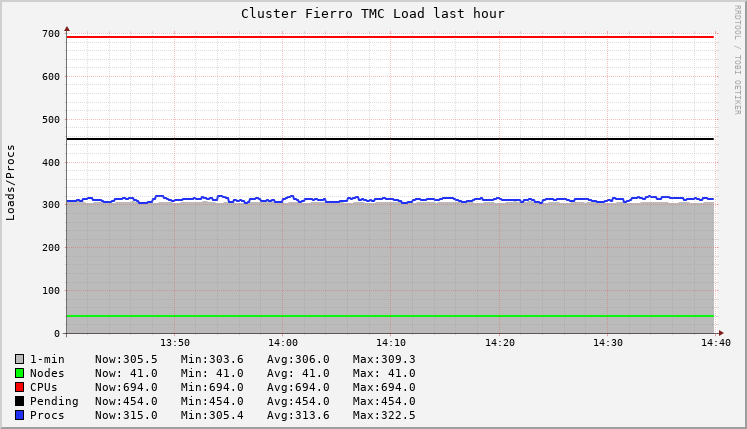 Cluster Fierro TMC Load last hour
RRDTOOL / TOBI OETIKER
Loads/Procs
700
600
500
400
300
200
100
0
13:50 14:00 14:10 14:20 14:30 14:40
1-min Now:305.5 Min:303.6 Avg:306.0 Max:309.3
Nodes Now: 41.0 Min: 41.0 Avg: 41.0 Max: 41.0
CPUs Now:694.0 Min:694.0 Avg:694.0 Max:694.0
Pending Now:454.0 Min:454.0 Avg:454.0 Max:454.0
Procs Now:315.0 Min:305.4 Avg:313.6 Max:322.5